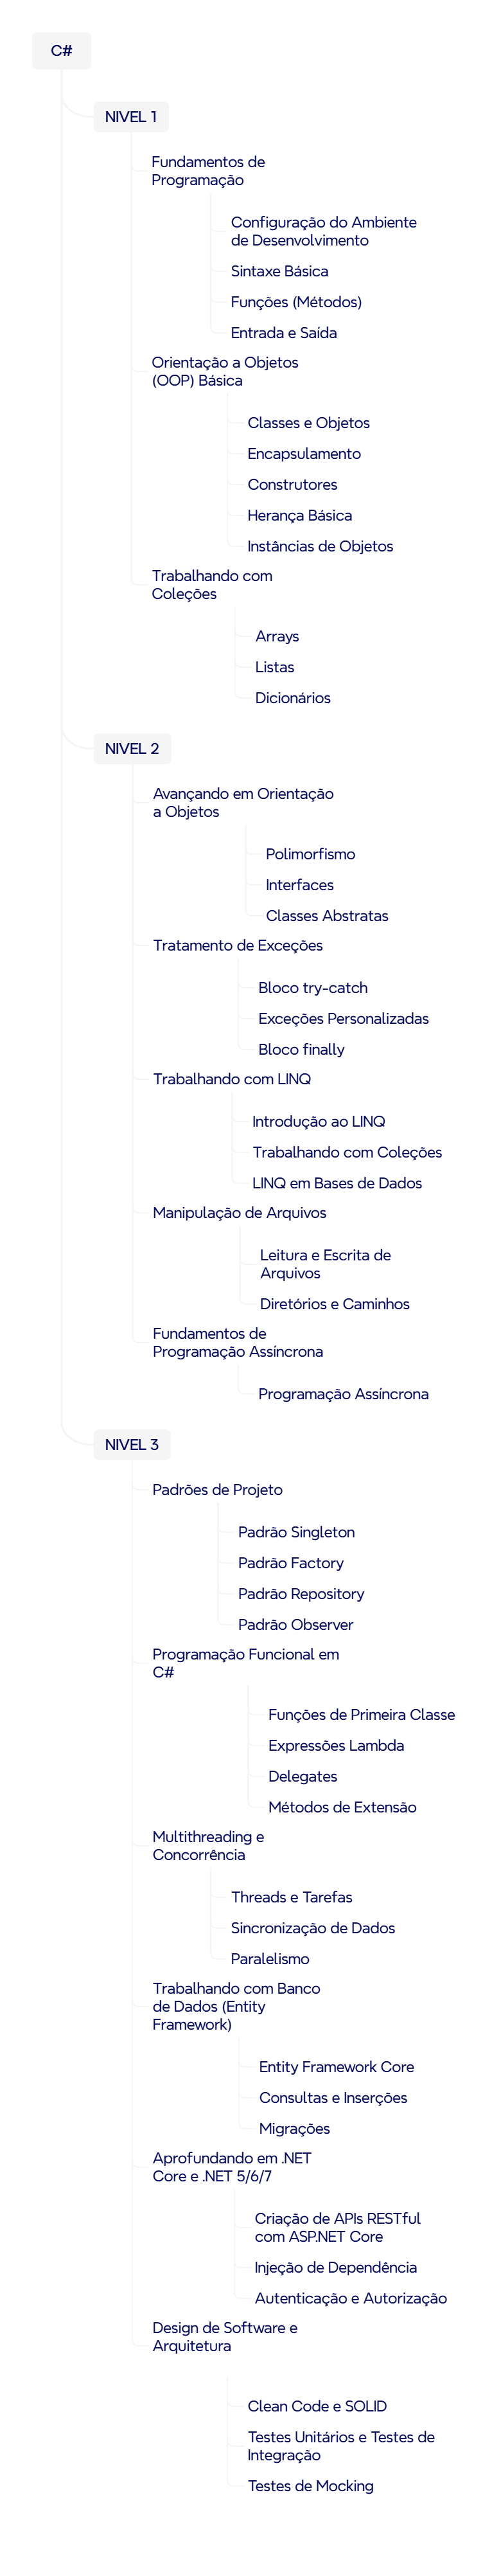 C#
NIVEL 1
Fundamentos de
Programação
Configuração do Ambiente
de Desenvolvimento
Sintaxe Básica
Funções (Métodos)
Entrada e Saída
Orientação a Objetos
(OOP) Básica
Classes e Objetos
Encapsulamento
Construtores
Herança Básica
Instâncias de Objetos
Trabalhando com
Coleções
Arrays
Listas
Dicionários
NIVEL 2
Avançando em Orientação
a Objetos
Polimorfismo
Interfaces
Classes Abstratas
Tratamento de Exceções
Bloco try-catch
Exceções Personalizadas
Bloco finally
Trabalhando com LINQ
Introdução ao LINQ
Trabalhando com Coleções
LINQ em Bases de Dados
Manipulação de Arquivos
Leitura e Escrita de
Arquivos
Diretórios e Caminhos
Fundamentos de
Programação Assíncrona
Programação Assíncrona
NIVEL 3
Padrões de Projeto
Padrão Singleton
Padrão Factory
Padrão Repository
Padrão Observer
Programação Funcional em
C#
Funções de Primeira Classe
Expressões Lambda
Delegates
Métodos de Extensão
Multithreading e
Concorrência
Threads e Tarefas
Sincronização de Dados
Paralelismo
Trabalhando com Banco
de Dados (Entity
Framework)
Entity Framework Core
Consultas e Inserções
Migrações
Aprofundando em .NET
Core e .NET 5/6/7
Criação de APIs RESTful
com ASP.NET Core
Injeção de Dependência
Autenticação e Autorização
Design de Software e
Arquitetura
Clean Code e SOLID
Testes Unitários e Testes de
Integração
Testes de Mocking